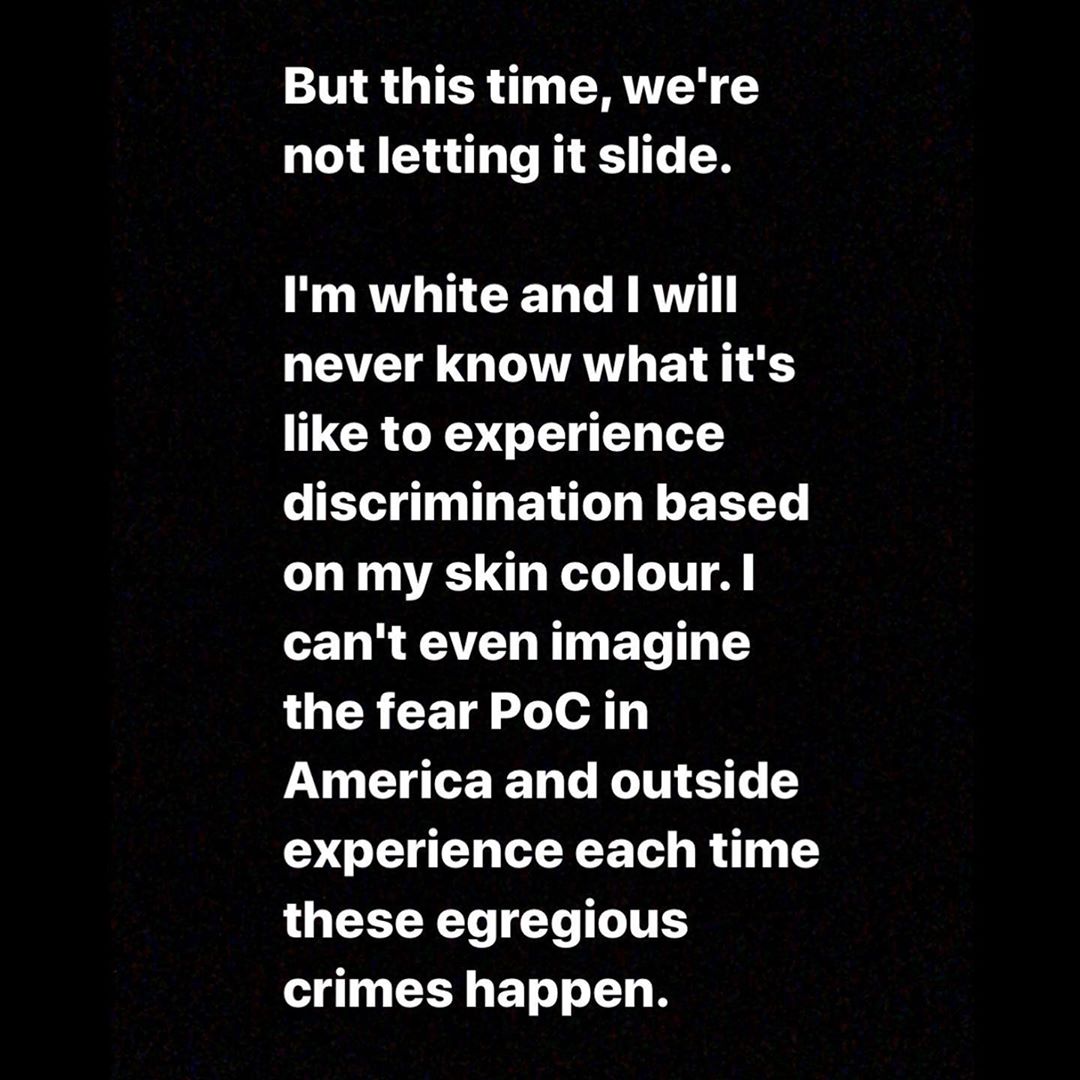 But this time, we're
not letting it slide.
I'm white and I will
never know what it's
like to experience
discrimination based
on my skin colour. I
can't even imagine
the fear PoC in
America and outside
experience each time
these egregious
crimes happen.